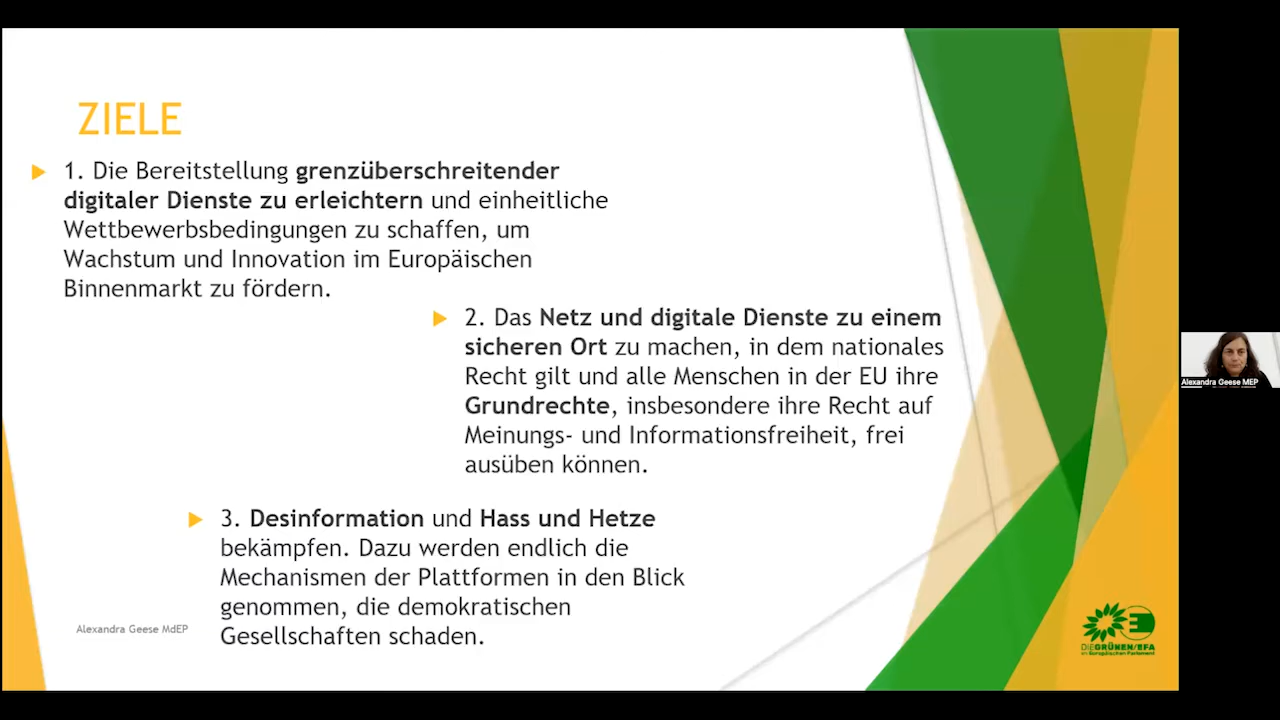 ZIELE
1. Die Bereitstellung grenzüberschreitender
digitaler Dienste zu erleichtern und einheitliche
Wettbewerbsbedingungen zu schaffen, um
Wachstum und Innovation im Europäischen
Binnenmarkt zu fördern.
2. Das Netz und digitale Dienste zu einem
sicheren Ort zu machen, in dem nationales
Recht gilt und alle Menschen in der EU ihre
Grundrechte, insbesondere ihre Recht auf
Meinungs- und Informationsfreiheit, frei
ausüben können.
3. Desinformation und Hass und Hetze
bekämpfen. Dazu werden endlich die
Mechanismen der Plattformen in den Blick
genommen, die demokratischen
Gesellschaften schaden.
Alexandra Geese MdEP
DIEGRÜNEN/EFA
im Europäischen Parlament
Alexandra Geese MEP